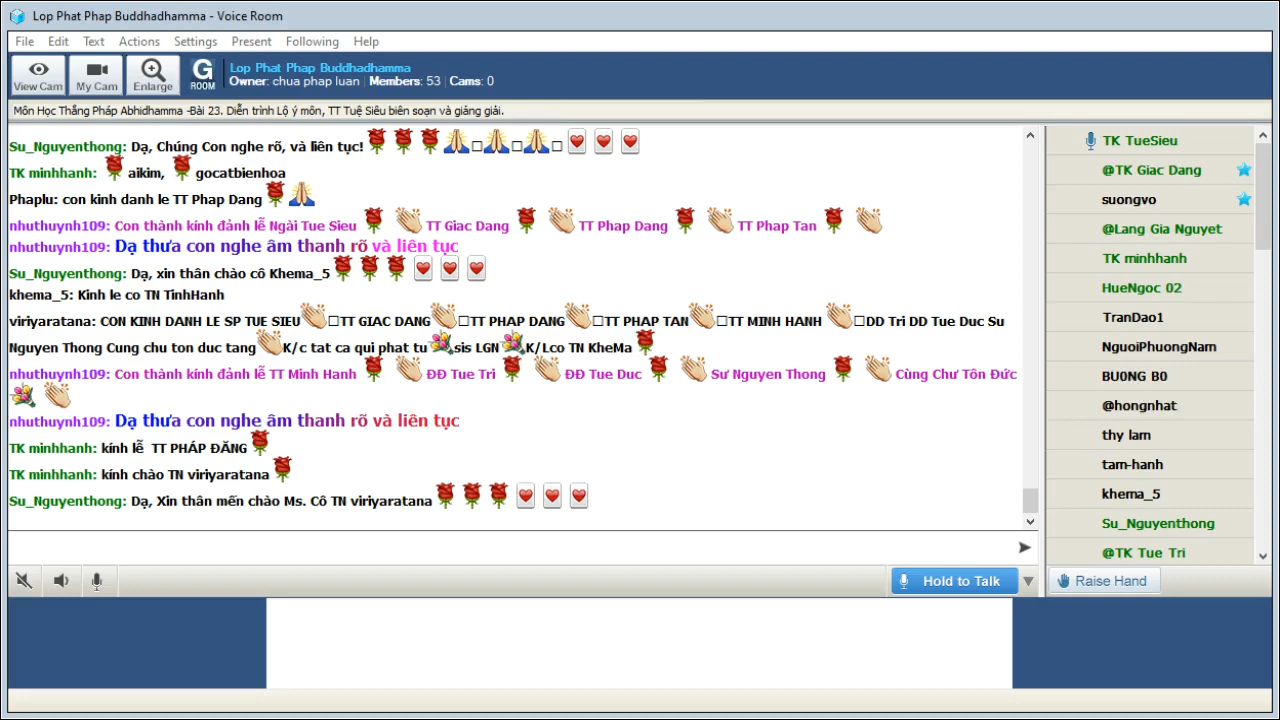 Lop Phat Phap Buddhadhamma - Voice Room
File Edit Text Actions Settings Present Following Help
View Cam My Cam Enlarge G ROOM
Lop Phat Phap Buddhadhamma
Owner: chua phap luan Members: 53 Cams: 0
Môn Học Thắng Pháp Abhidhamma -Bài 23. Diễn trình Lộ ý môn, TT Tuệ Siêu biên soạn và giảng giải.
Su_Nguyenthong: Dạ, Chúng Con nghe rõ, và liên tục!
TK minhhanh: aikim, gocatbienhoa
Phaplu: con kinh danh le TT Phap Dang
nhuthuynh109: Con thành kính đảnh lễ Ngài Tue Sieu TT Giac Dang TT Phap Dang TT Phap Tan
nhuthuynh109: Dạ thưa con nghe âm thanh rõ và liên tục
Su_Nguyenthong: Dạ, xin thân chào cô Khema_5
khema_5: Kinh le co TN TinhHanh
viriyaratana: CON KINH DANH LE SP TUE SIEU TT GIAC DANG TT PHAP DANG TT PHAP TAN TT MINH HANH DD Tri DD Tue Duc Su
Nguyen Thong Cung chu ton duc tang K/c tat ca qui phat tu sis LGN K/Lco TN KheMa
nhuthuynh109: Con thành kính đảnh lễ TT Minh Hanh ĐĐ Tue Tri ĐĐ Tue Duc Sư Nguyen Thong Cùng Chư Tôn Đức
nhuthuynh109: Dạ thưa con nghe âm thanh rõ và liên tục
TK minhhanh: kính lễ TT PHÁP ĐĂNG
TK minhhanh: kính chào TN viriyaratana
Su_Nguyenthong: Dạ, Xin thân mến chào Ms. Cô TN viriyaratana
TK TueSieu
@TK Giac Dang
suongvo
@Lang Gia Nguyet
TK minhhanh
HueNgoc 02
TranDao1
NguoiPhuongNam
BU0NG B0
@hongnhat
thy lam
tam-hanh
khema_5
Su_Nguyenthong
@TK Tue Tri
Hold to Talk
Raise Hand